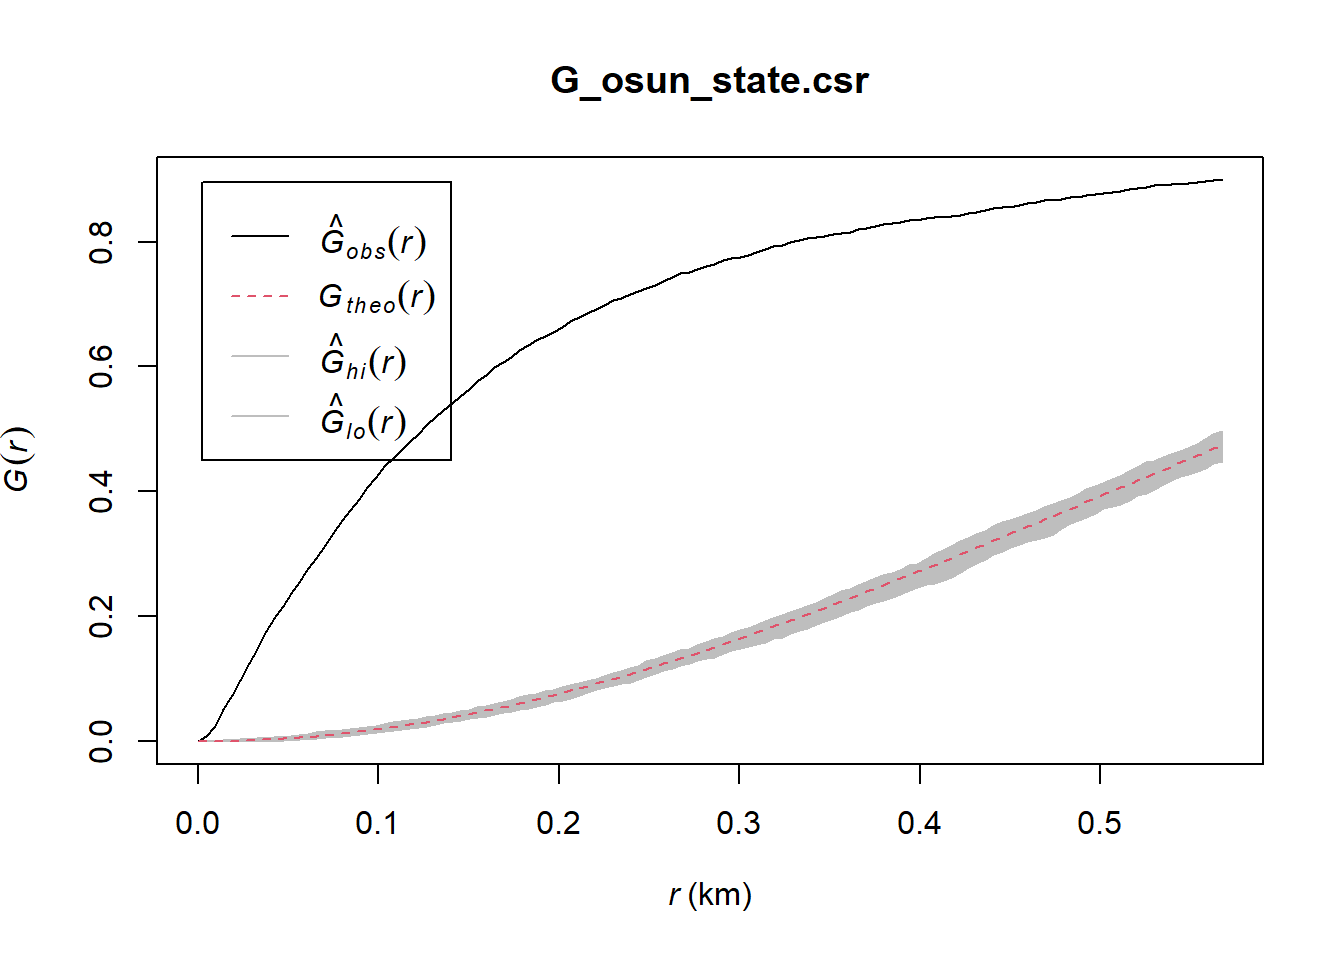 G_osun_state.csr
Ĝobs(r)
Gtheo(r)
Ĝhi(r)
Ĝlo(r)
G(r)
0.8
0.6
0.4
0.2
0.0
0.0 0.1 0.2 0.3 0.4 0.5
r (km)